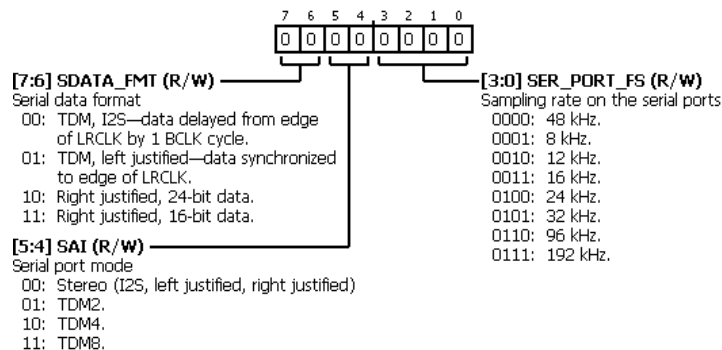 7 6 5 4 3 2 1 0
0 0 0 0 0 0 0 0
[7:6] SDATA_FMT (R/W)
Serial data format
00: TDM, I2S—data delayed from edge
of LRCLK by 1 BCLK cycle.
01: TDM, left justified—data synchronized
to edge of LRCLK.
10: Right justified, 24-bit data.
11: Right justified, 16-bit data.
[5:4] SAI (R/W)
Serial port mode
00: Stereo (I2S, left justified, right justified)
01: TDM2.
10: TDM4.
11: TDM8.
[3:0] SER_PORT_FS (R/W)
Sampling rate on the serial ports
0000: 48 kHz.
0001: 8 kHz.
0010: 12 kHz.
0011: 16 kHz.
0100: 24 kHz.
0101: 32 kHz.
0110: 96 kHz.
0111: 192 kHz.